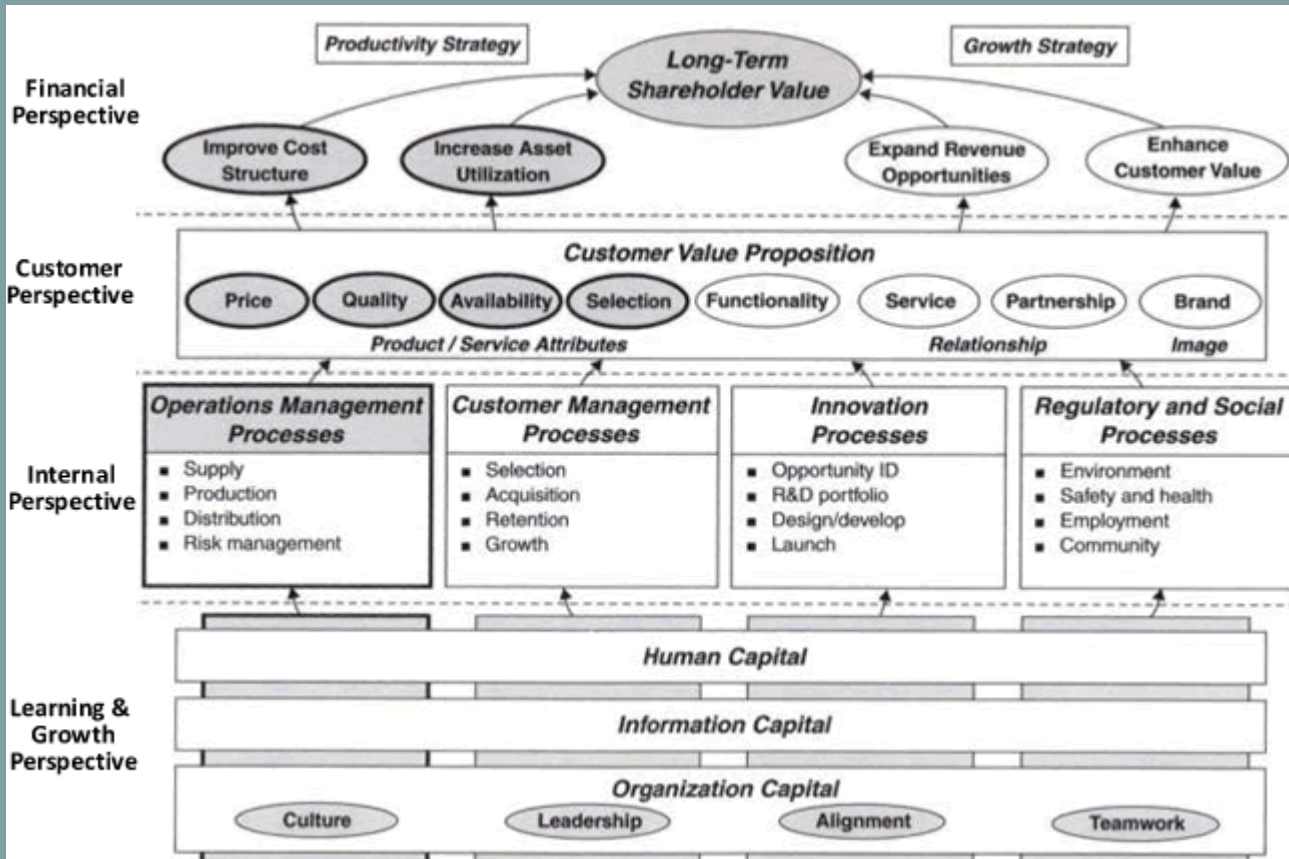 Productivity Strategy
Long-Term
Shareholder Value
Growth Strategy
Financial
Perspective
Improve Cost
Structure
Increase Asset
Utilization
Expand Revenue
Opportunities
Enhance
Customer Value
Customer
Perspective
Customer Value Proposition
Price
Quality
Availability
Selection
Functionality
Service
Partnership
Brand
Product / Service Attributes
Relationship
Image
Internal
Perspective
Operations Management
Processes
▪ Supply
▪ Production
▪ Distribution
▪ Risk management
Customer Management
Processes
▪ Selection
▪ Acquisition
▪ Retention
▪ Growth
Innovation
Processes
▪ Opportunity ID
▪ R&D portfolio
▪ Design/develop
▪ Launch
Regulatory and Social
Processes
▪ Environment
▪ Safety and health
▪ Employment
▪ Community
Learning &
Growth
Perspective
Human Capital
Information Capital
Organization Capital
Culture
Leadership
Alignment
Teamwork